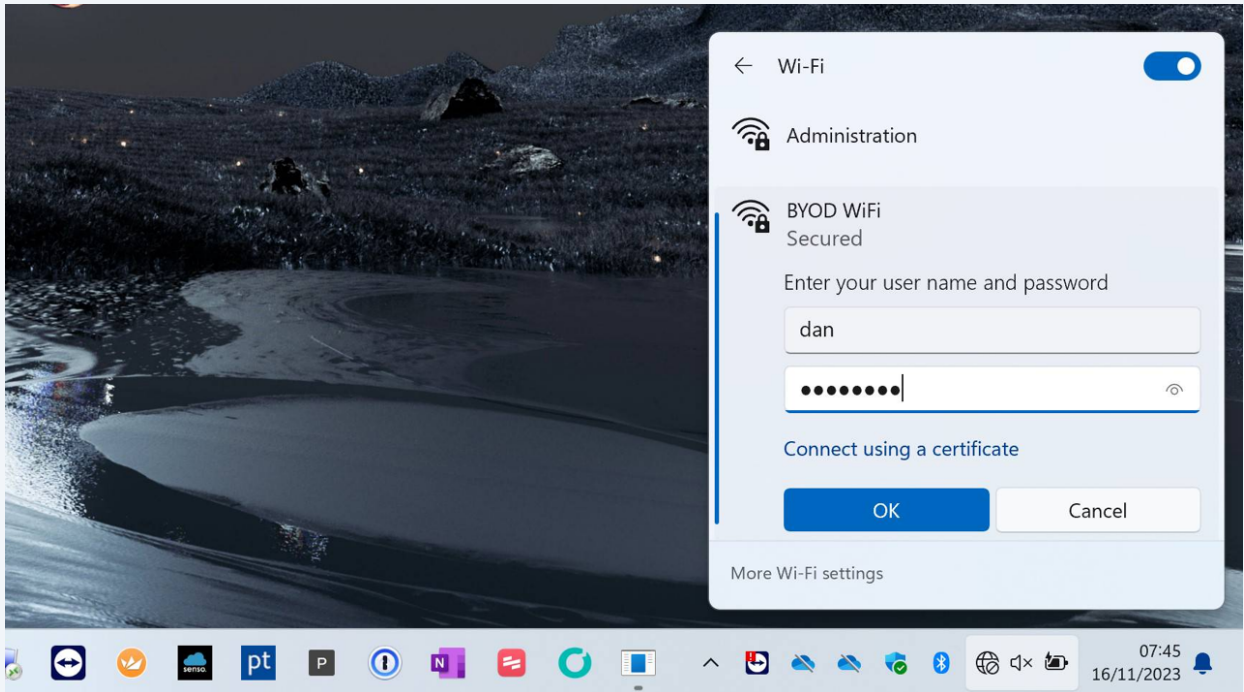 Wi-Fi
Administration
BYOD WiFi
Secured
Enter your user name and password
dan
Connect using a certificate
OK
Cancel
More Wi-Fi settings
senso.
pt
P
N
07:45
16/11/2023